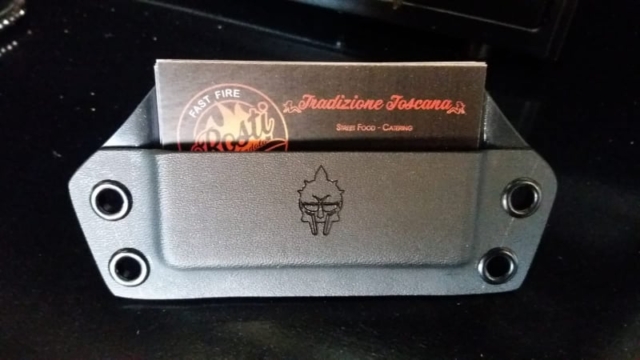 FAST FIRE
Rosti
Tradizione Toscana
Street Food - Catering